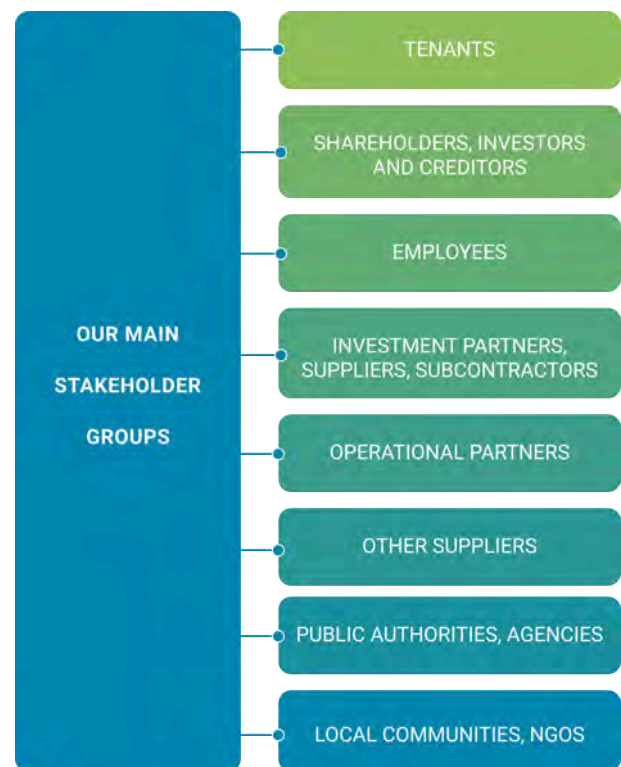 OUR MAIN
STAKEHOLDER
GROUPS
TENANTS
SHAREHOLDERS, INVESTORS
AND CREDITORS
EMPLOYEES
INVESTMENT PARTNERS,
SUPPLIERS, SUBCONTRACTORS
OPERATIONAL PARTNERS
OTHER SUPPLIERS
PUBLIC AUTHORITIES, AGENCIES
LOCAL COMMUNITIES, NGOS